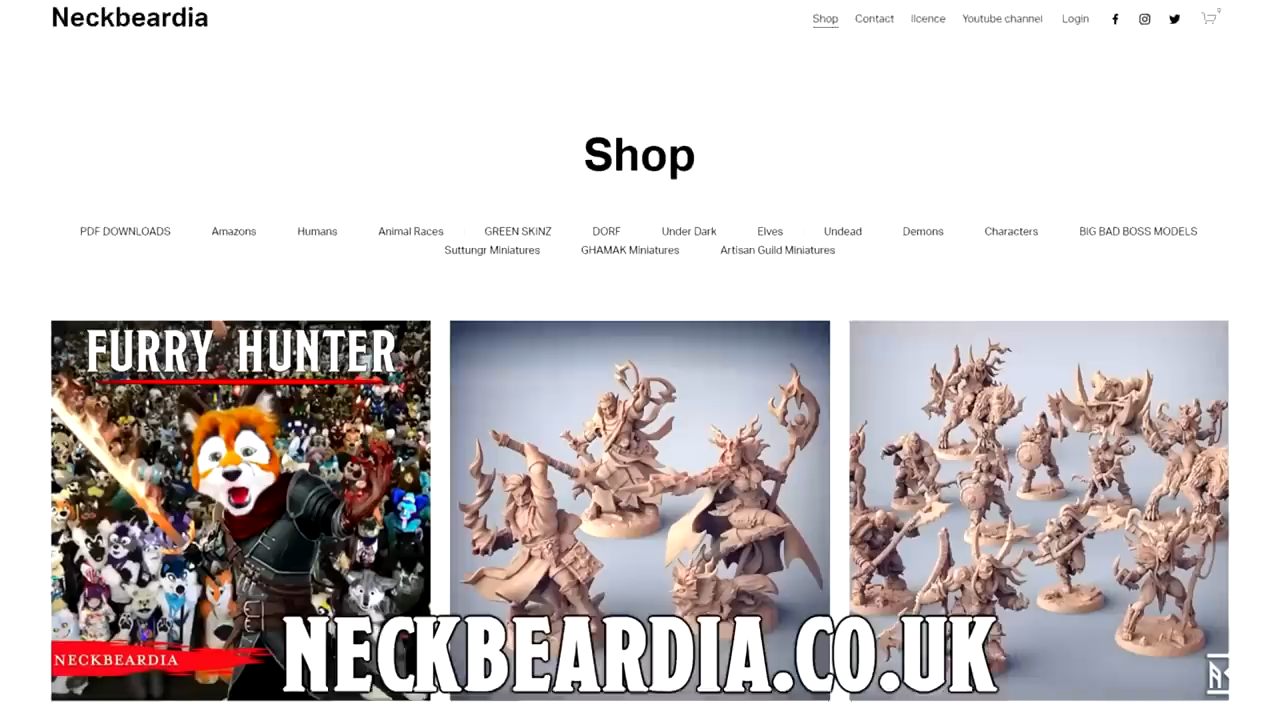 Neckbeardia
Shop Contact licence Youtube channel Login 0
Shop
PDF DOWNLOADS Amazons Humans Animal Races GREEN SKINZ DORF Under Dark Elves Undead Demons Characters BIG BAD BOSS MODELS
Suttungr Miniatures GHAMAK Miniatures Artisan Guild Miniatures
FURRY HUNTER
NECKBEARDIA
NECKBEARDIA.CO.UK